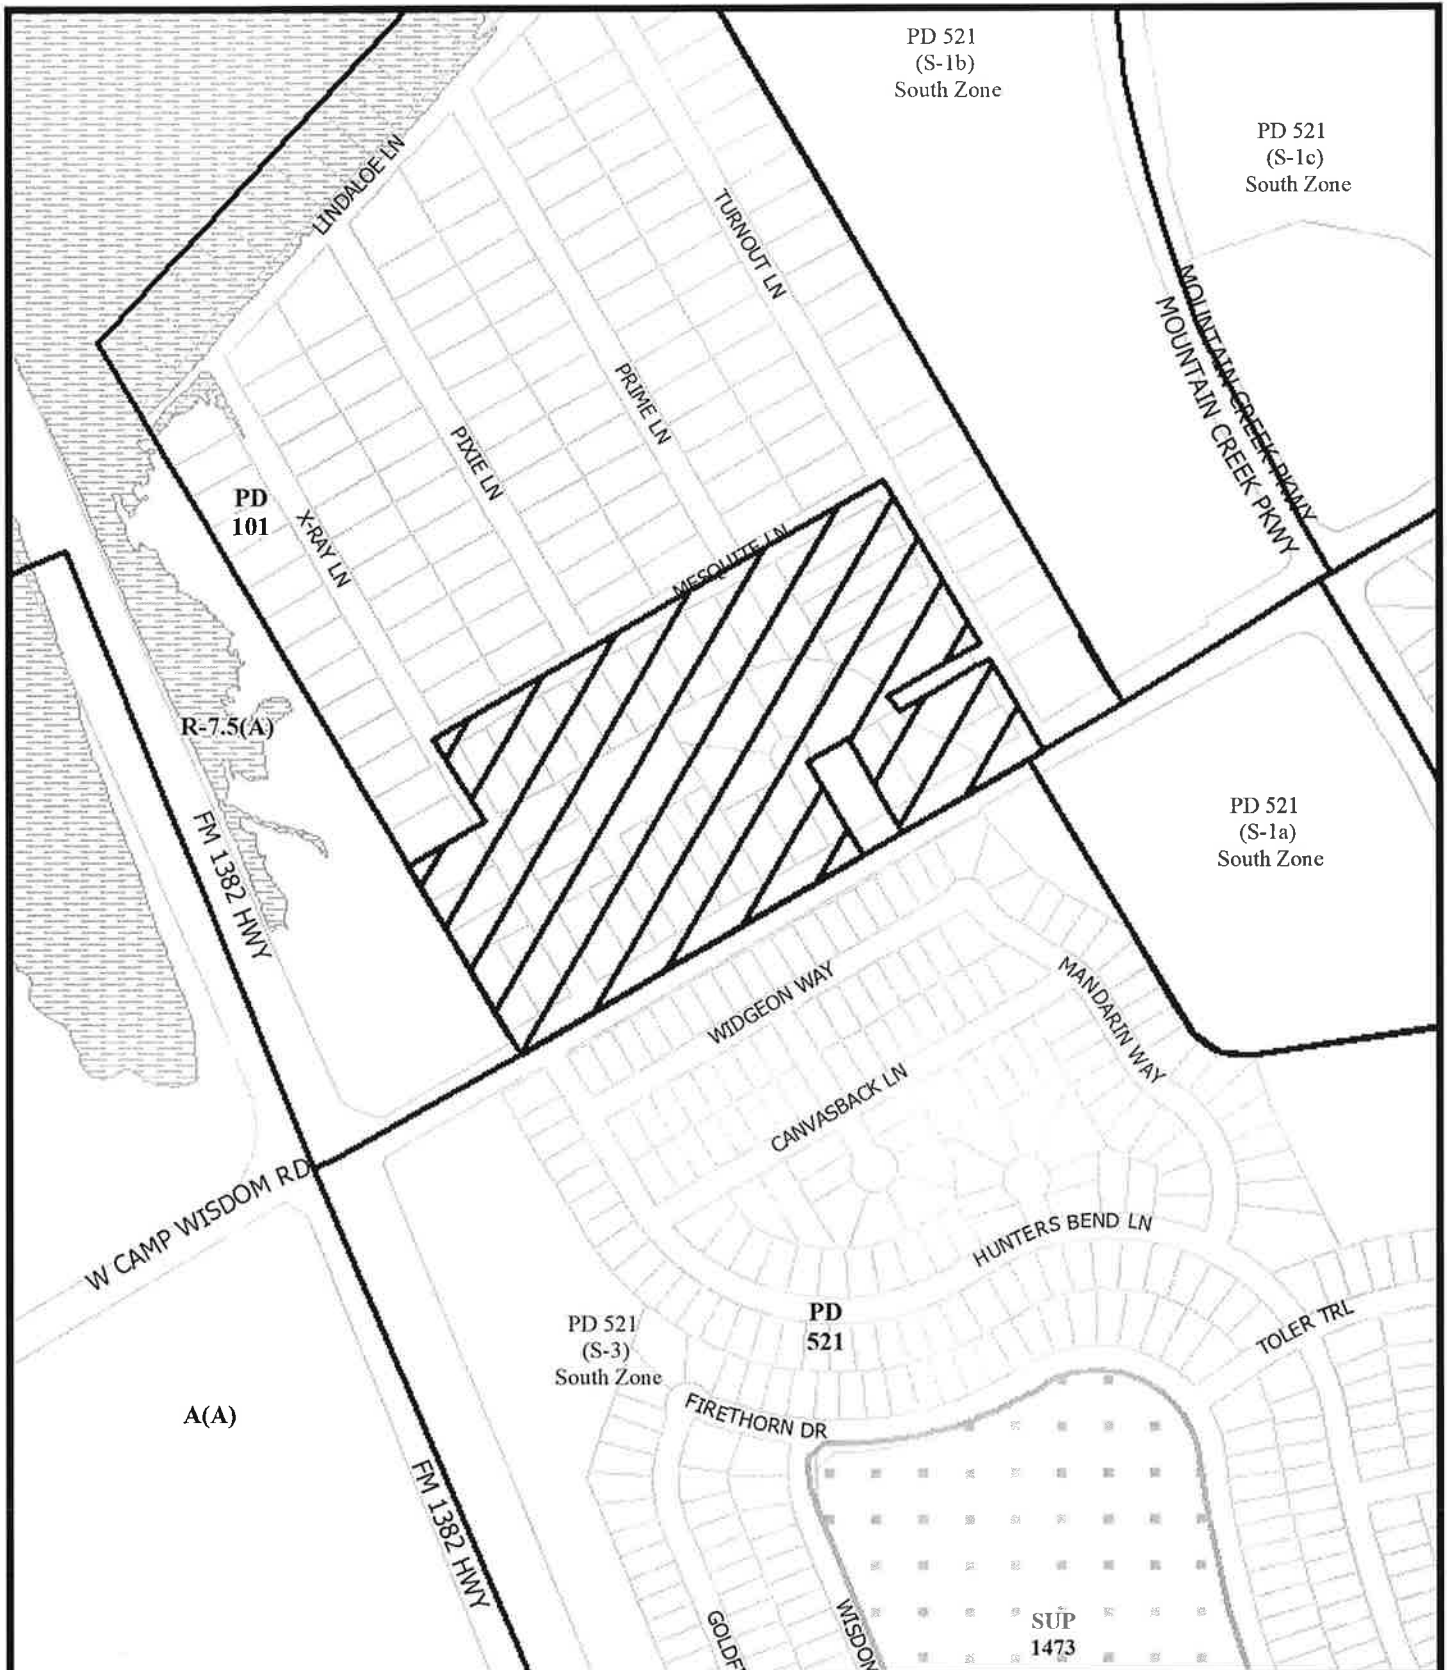 PD 521
(S-1b)
South Zone
PD 521
(S-1c)
South Zone
LINDALOE LN
TURNOUT LN
MOUNTAIN CREEK PKWY
MOUNTAIN CREEK PKWY
PRIME LN
PIXIE LN
PD
101
X-RAY LN
MESQUITE LN
R-7.5(A)
FM 1382 HWY
PD 521
(S-1a)
South Zone
WIDGEON WAY
MANDARIN WAY
CANVASBACK LN
W CAMP WISDOM RD
HUNTERS BEND LN
PD
521
PD 521
(S-3)
South Zone
TOLER TRL
A(A)
FIRETHORN DR
FM 1382 HWY
GOLDF
WISDOM
SUP
1473